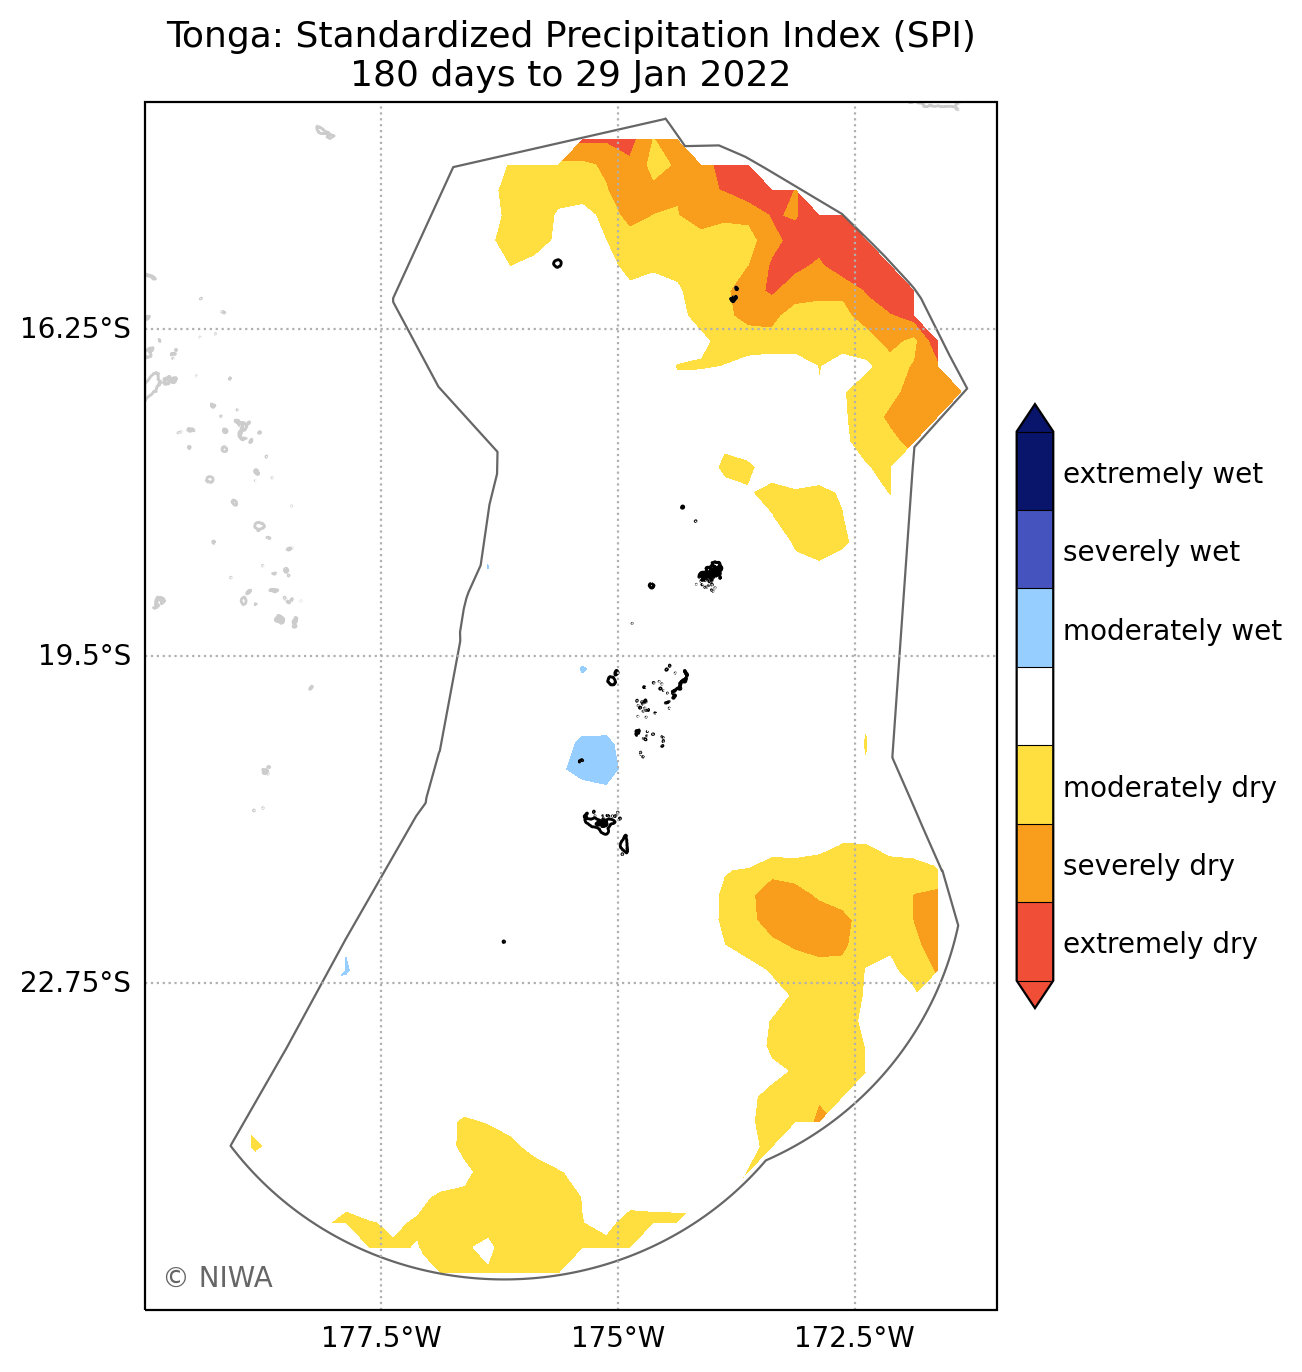 Tonga: Standardized Precipitation Index (SPI)
180 days to 29 Jan 2022
16.25°S
19.5°S
22.75°S
177.5°W
175°W
172.5°W
extremely wet
severely wet
moderately wet
moderately dry
severely dry
extremely dry
© NIWA